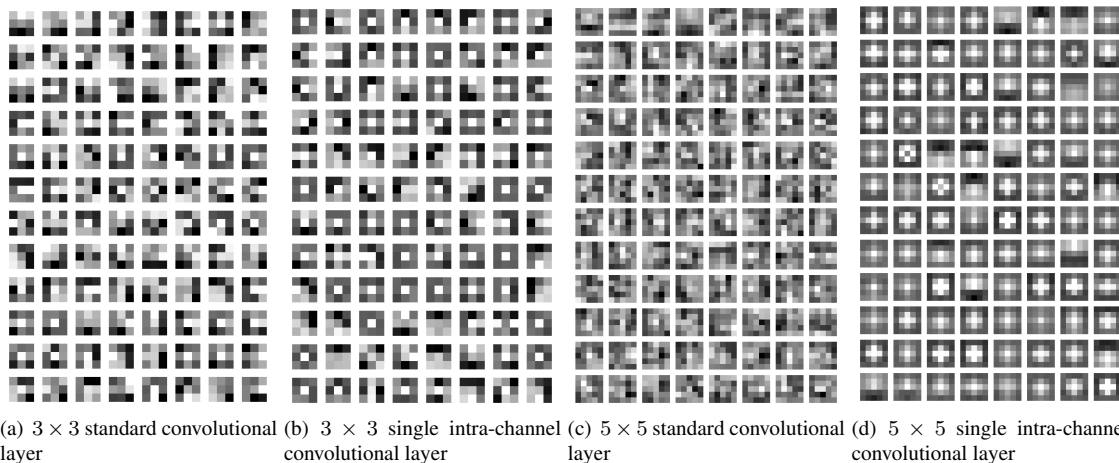 (a) 3 × 3 standard convolutional layer
(b) 3 × 3 single intra-channel convolutional layer
(c) 5 × 5 standard convolutional layer
(d) 5 × 5 single intra-channel convolutional layer